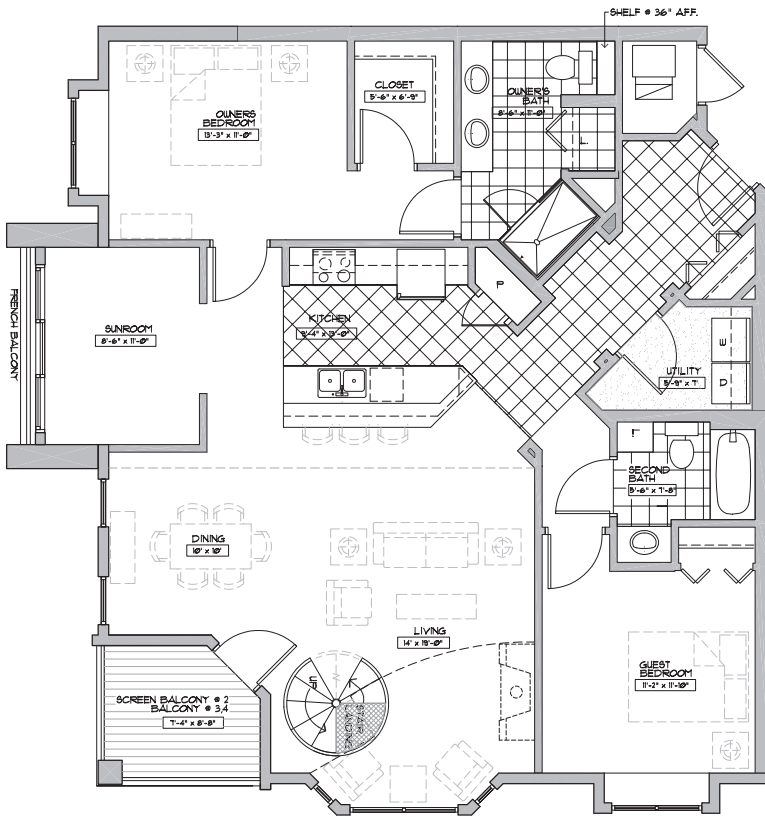 SHELF @ 36" AFF.
CLOSET
5'-6" x 6'-9"
OWNER'S
BATH
8'-6" x 11'-0"
L
OWNERS
BEDROOM
13'-3" x 11'-0"
P
FRENCH BALCONY
SUNROOM
8'-6" x 11'-0"
KITCHEN
9'-4" x 13'-0"
W
D
UTILITY
5'-9" x 7'
L
SECOND
BATH
5'-6" x 7'-8"
DINING
10' x 10'
LIVING
14' x 19'-0"
GUEST
BEDROOM
11'-2" x 11'-10"
UP
STAIR
LANDING
SCREEN BALCONY @ 2
BALCONY @ 3,4
7'-4" x 8'-8"